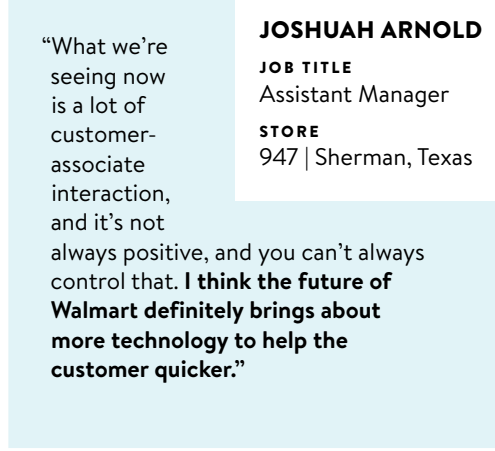 JOSHUAH ARNOLD
JOB TITLE
Assistant Manager
STORE
947 | Sherman, Texas
“What we’re
seeing now
is a lot of
customer-
associate
interaction,
and it’s not
always positive, and you can’t always
control that. I think the future of
Walmart definitely brings about
more technology to help the
customer quicker.”